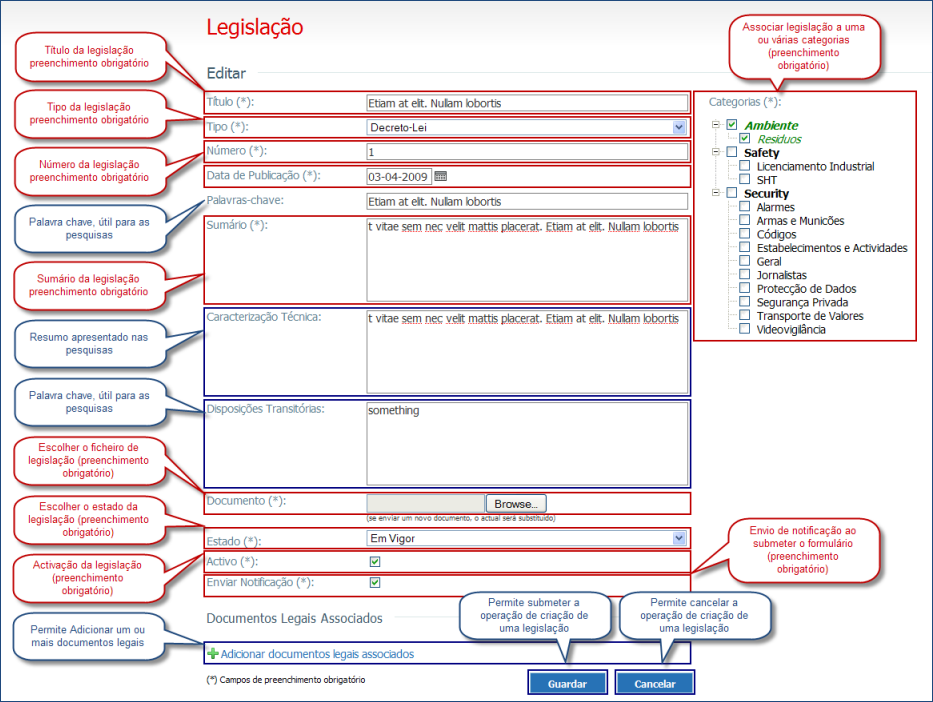 Legislação
Editar
Título da legislação
preenchimento obrigatório
Título (*):
Etiam at elit. Nullam lobortis
Tipo da legislação
preenchimento obrigatório
Tipo (*):
Decreto-Lei
Número da legislação
preenchimento obrigatório
Número (*):
1
Data de Publicação (*):
03-04-2009
Palavra chave, útil para as
pesquisas
Palavras-chave:
Etiam at elit. Nullam lobortis
Sumário da legislação
preenchimento obrigatório
Sumário (*):
t vitae sem nec velit mattis placerat. Etiam at elit. Nullam lobortis
Resumo apresentado nas
pesquisas
Caracterização Técnica:
t vitae sem nec velit mattis placerat. Etiam at elit. Nullam lobortis
Palavra chave, útil para as
pesquisas
Disposições Transitórias:
something
Escolher o ficheiro de
legislação (preenchimento
obrigatório)
Documento (*):
Browse...
(se enviar um novo documento, o actual será substituído)
Escolher o estado da
legislação (preenchimento
obrigatório)
Estado (*):
Em Vigor
Activação da legislação
(preenchimento
obrigatório)
Activo (*):
Enviar Notificação (*):
Envio de notificação ao
submeter o formulário
(preenchimento
obrigatório)
Documentos Legais Associados
Permite Adicionar um ou
mais documentos legais
Adicionar documentos legais associados
(*) Campos de preenchimento obrigatório
Permite submeter a
operação de criação de
uma legislação
Guardar
Permite cancelar a
operação de criação de
uma legislação
Cancelar
Associar legislação a uma
ou várias categorias
(preenchimento
obrigatório)
Categorias (*):
Ambiente
Resíduos
Safety
Licenciamento Industrial
SHT
Security
Alarmes
Armas e Municões
Códigos
Estabelecimentos e Actividades
Geral
Jornalistas
Protecção de Dados
Segurança Privada
Transporte de Valores
Videovigilância